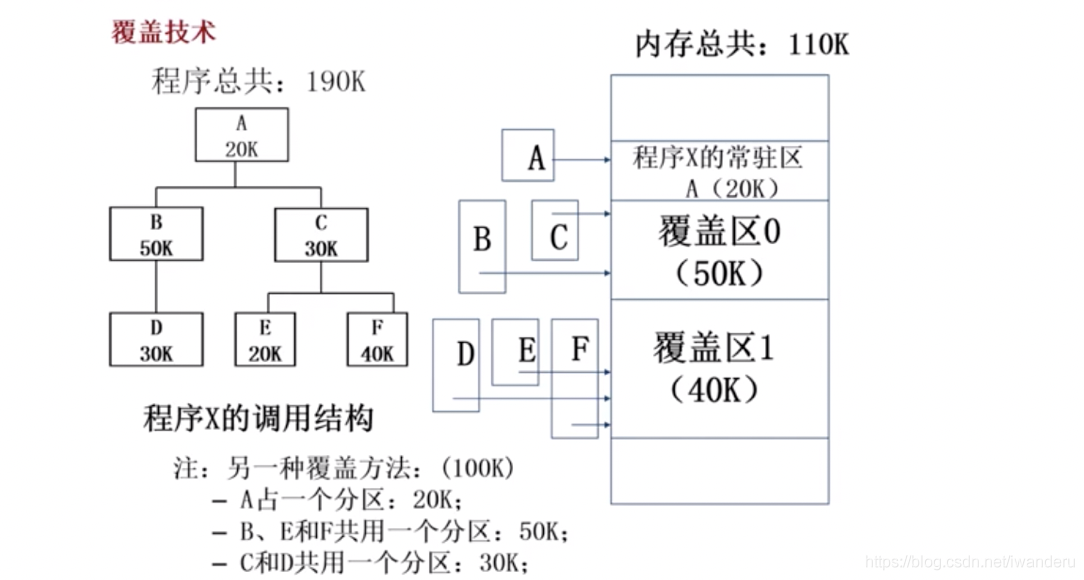 覆盖技术
程序总共：190K
A
20K
B
50K
C
30K
D
30K
E
20K
F
40K
程序X的调用结构
内存总共：110K
A
程序X的常驻区
A（20K）
B
C
覆盖区0
（50K）
D
E
F
覆盖区1
（40K）
注：另一种覆盖方法：(100K)
— A占一个分区：20K；
— B、E和F共用一个分区：50K；
— C和D共用一个分区：30K；
https://blog.csdn.net/iwanderu